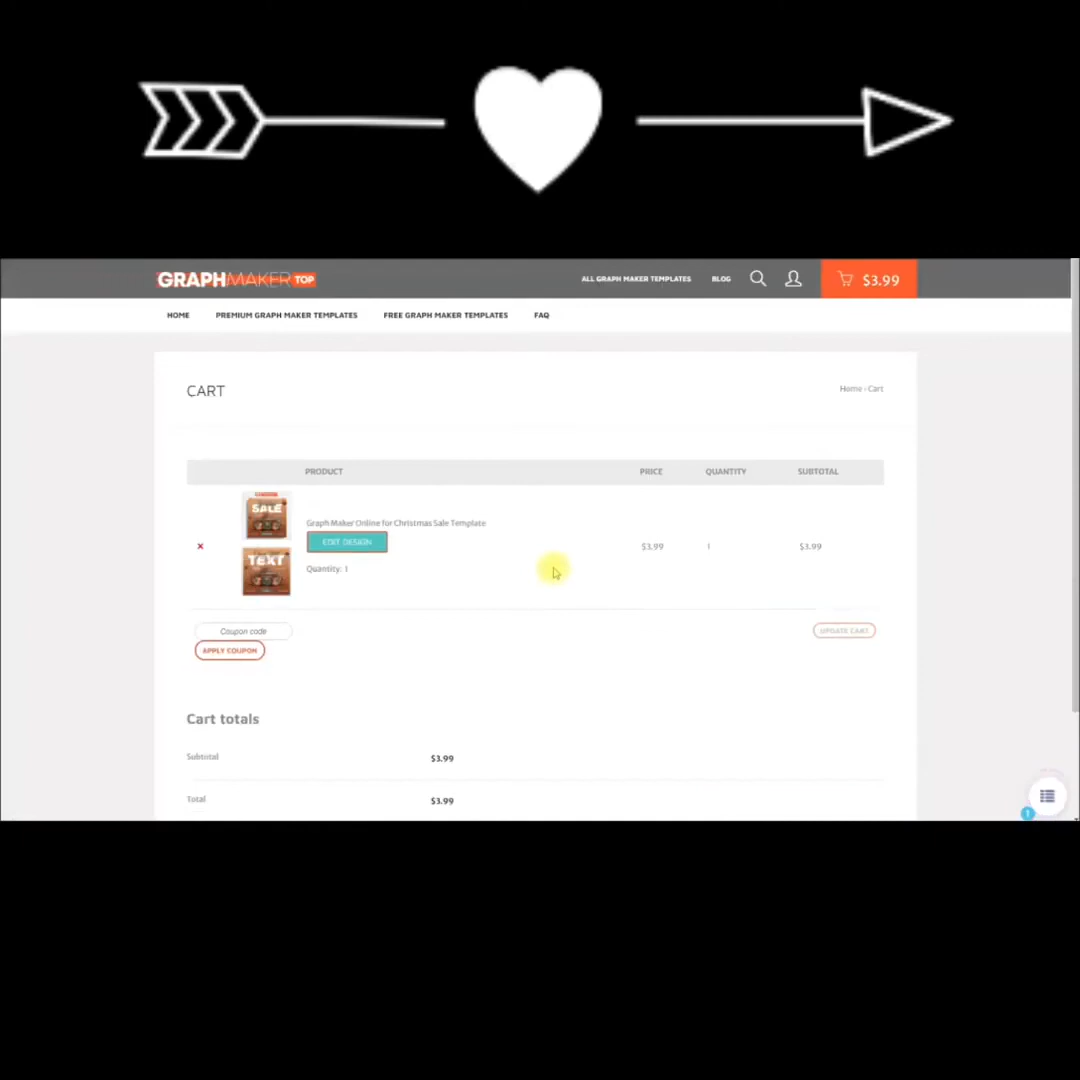 GRAPHMAKER TOP
ALL GRAPH MAKER TEMPLATES BLOG $3.99
HOME PREMIUM GRAPH MAKER TEMPLATES FREE GRAPH MAKER TEMPLATES FAQ
CART
Home › Cart
PRODUCT PRICE QUANTITY SUBTOTAL
SALE
TEXT
Graph Maker Online for Christmas Sale Template
EDIT DESIGN
Quantity: 1
$3.99 1 $3.99
×
Coupon code
APPLY COUPON
UPDATE CART
Cart totals
Subtotal $3.99
Total $3.99